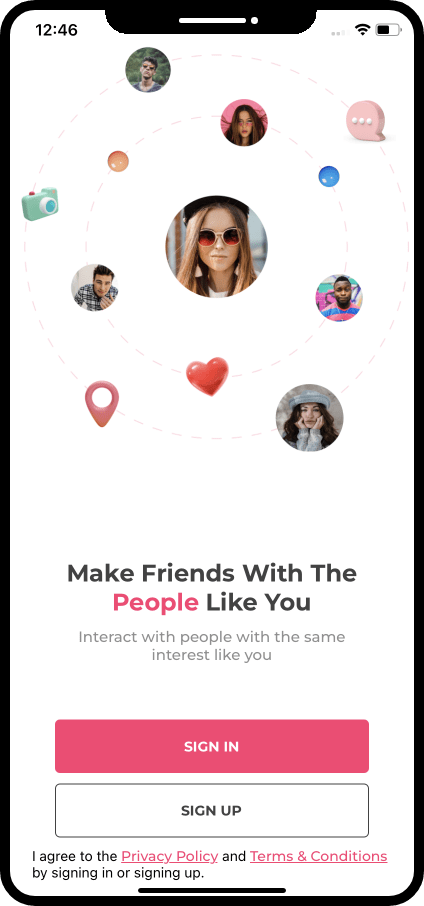 12:46
Make Friends With The
People Like You
Interact with people with the same
interest like you
SIGN IN
SIGN UP
I agree to the Privacy Policy and Terms & Conditions
by signing in or signing up.